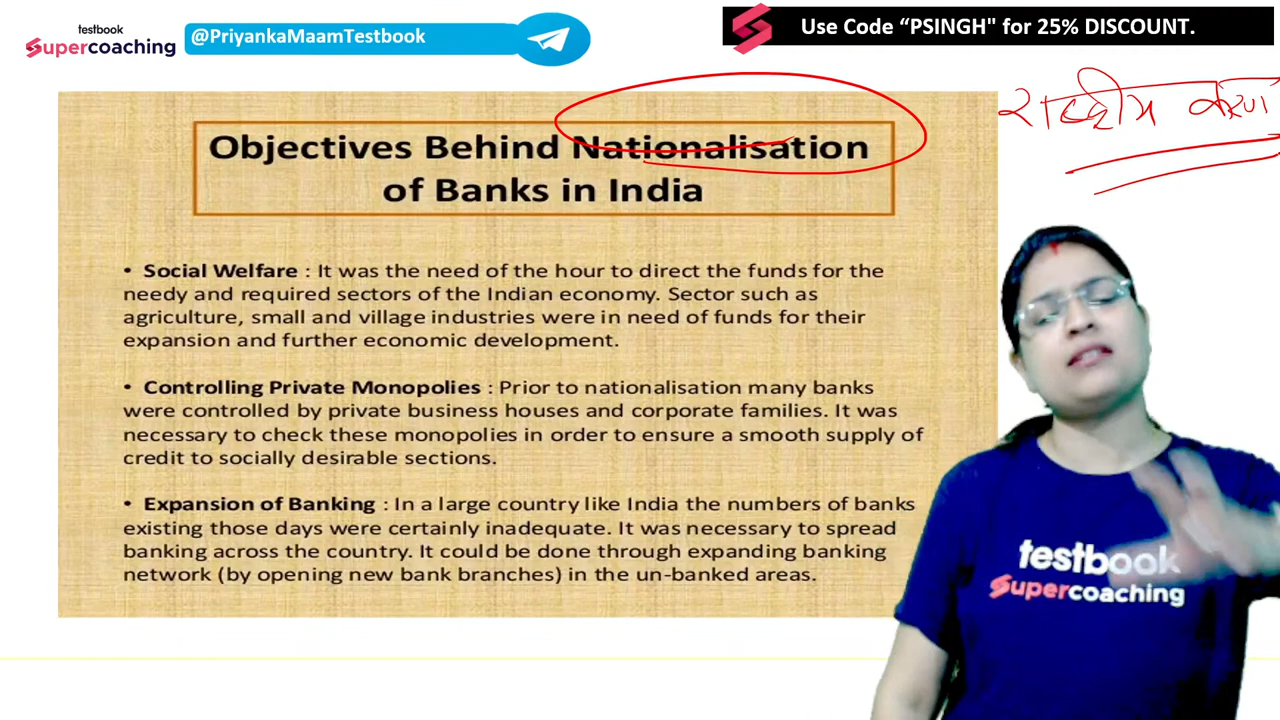 testbook
Supercoaching
@PriyankaMaamTestbook
Use Code “PSINGH" for 25% DISCOUNT.
राष्ट्रीय करण
Objectives Behind Nationalisation
of Banks in India
• Social Welfare : It was the need of the hour to direct the funds for the
needy and required sectors of the Indian economy. Sector such as
agriculture, small and village industries were in need of funds for their
expansion and further economic development.
• Controlling Private Monopolies : Prior to nationalisation many banks
were controlled by private business houses and corporate families. It was
necessary to check these monopolies in order to ensure a smooth supply of
credit to socially desirable sections.
• Expansion of Banking : In a large country like India the numbers of banks
existing those days were certainly inadequate. It was necessary to spread
banking across the country. It could be done through expanding banking
network (by opening new bank branches) in the un-banked areas.
testbook
Supercoaching